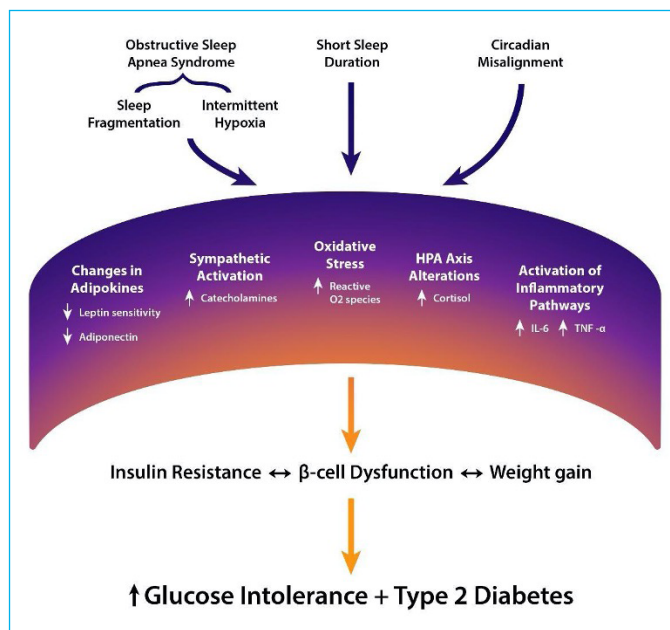 Obstructive Sleep
Apnea Syndrome
Short Sleep
Duration
Circadian
Misalignment
Sleep
Fragmentation
Intermittent
Hypoxia
Changes in
Adipokines
↓ Leptin sensitivity
↓ Adiponectin
Sympathetic
Activation
↑ Catecholamines
Oxidative
Stress
↑ Reactive
O2 species
HPA Axis
Alterations
↑ Cortisol
Activation of
Inflammatory
Pathways
↑ IL-6 ↑ TNF -α
Insulin Resistance ↔ β-cell Dysfunction ↔ Weight gain
↑ Glucose Intolerance + Type 2 Diabetes